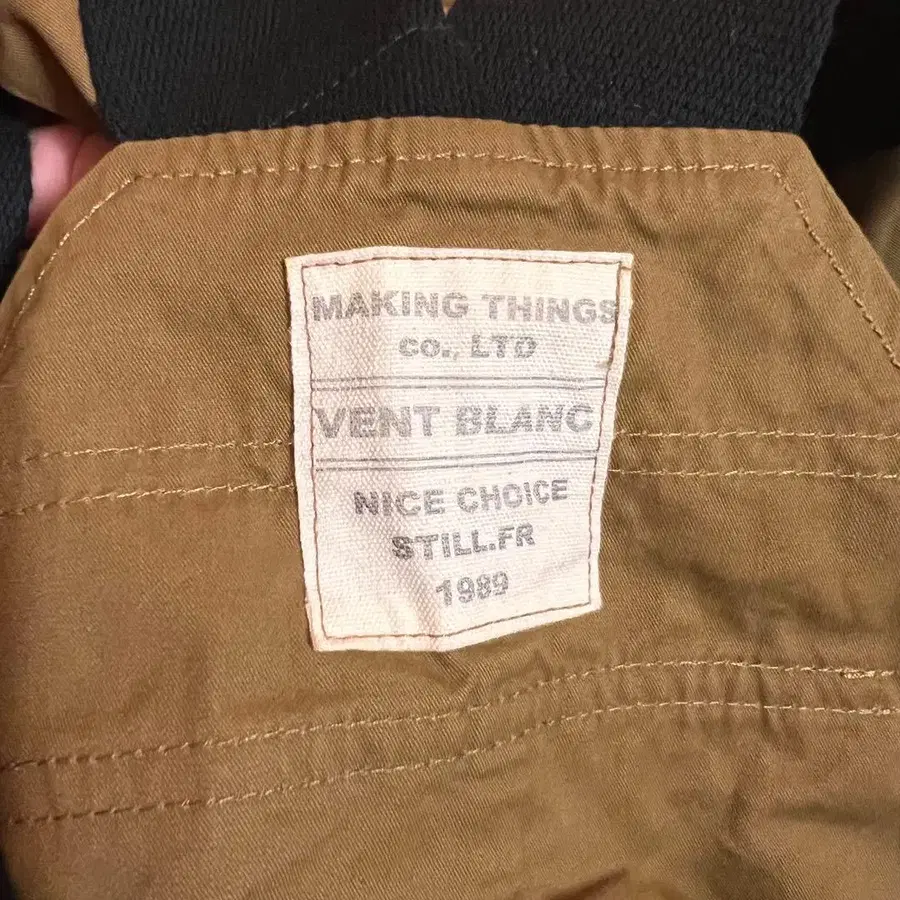 MAKING THINGS
co., LTD
VENT BLANC
NICE CHOICE
STILL.FR
1989